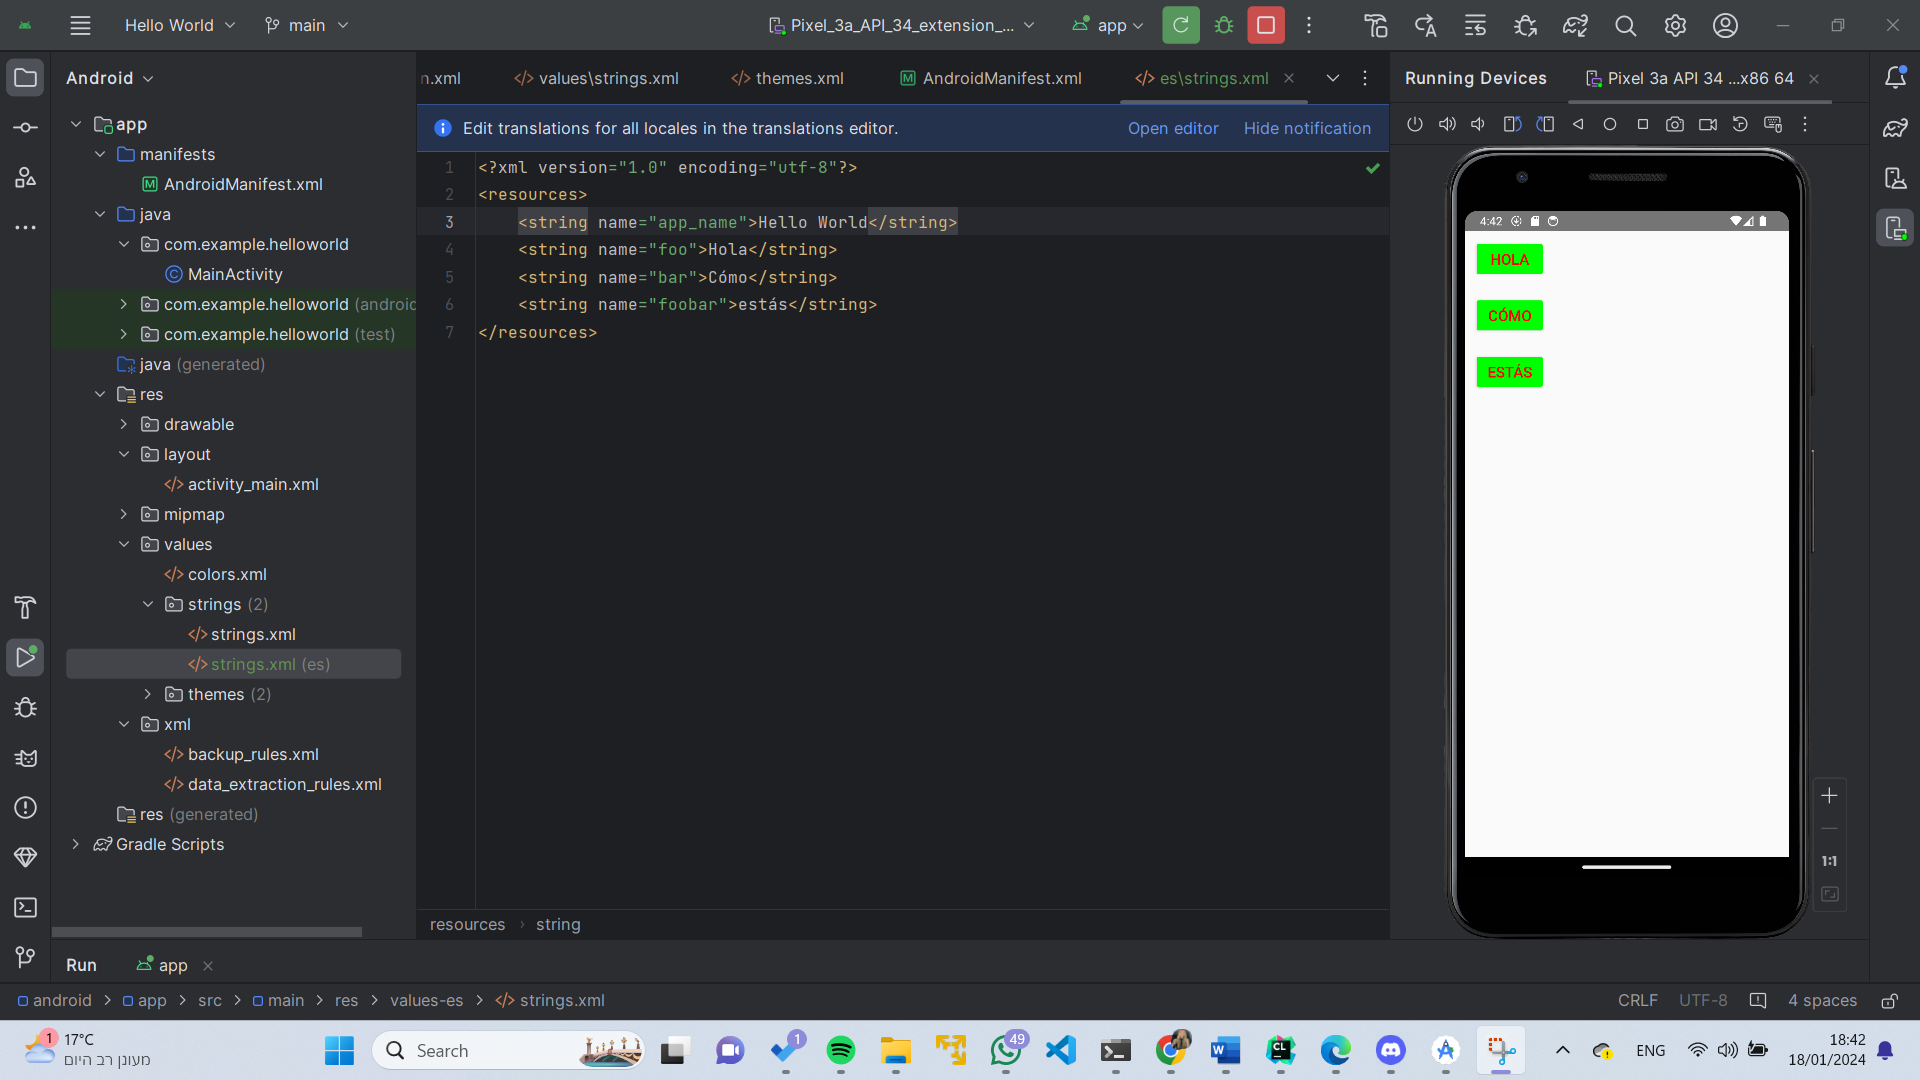 Hello World
main
Pixel_3a_API_34_extension_...
app
Android
n.xml
values\strings.xml
themes.xml
AndroidManifest.xml
es\strings.xml
Running Devices
Pixel 3a API 34 ...x86 64
Edit translations for all locales in the translations editor.
Open editor
Hide notification
app
manifests
AndroidManifest.xml
java
com.example.helloworld
MainActivity
com.example.helloworld (androic
com.example.helloworld (test)
java (generated)
res
drawable
layout
activity_main.xml
mipmap
values
colors.xml
strings (2)
strings.xml
strings.xml (es)
themes (2)
xml
backup_rules.xml
data_extraction_rules.xml
res (generated)
Gradle Scripts
1 <?xml version="1.0" encoding="utf-8"?>
2 <resources>
3 <string name="app_name">Hello World</string>
4 <string name="foo">Hola</string>
5 <string name="bar">Cómo</string>
6 <string name="foobar">estás</string>
7 </resources>
4:42
HOLA
CÓMO
ESTÁS
1:1
resources › string
Run
app
android > app > src > main > res > values-es > strings.xml
CRLF
UTF-8
4 spaces
1
17°C
מעונן רב היום
Search
1
49
W
CL
ENG
18:42
18/01/2024